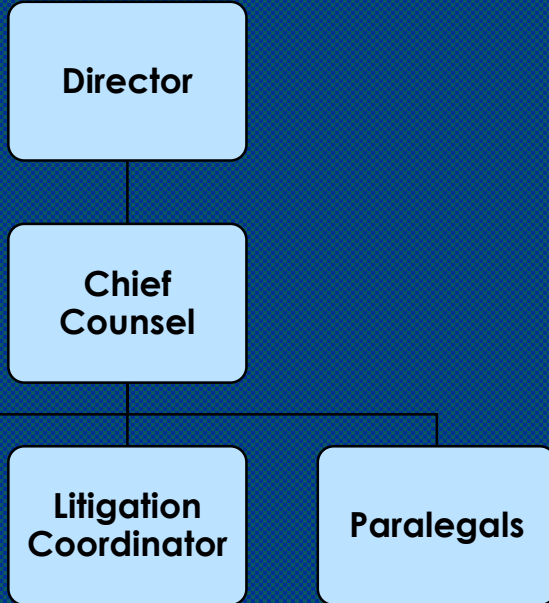 Director
Chief
Counsel
Litigation
Coordinator
Paralegals